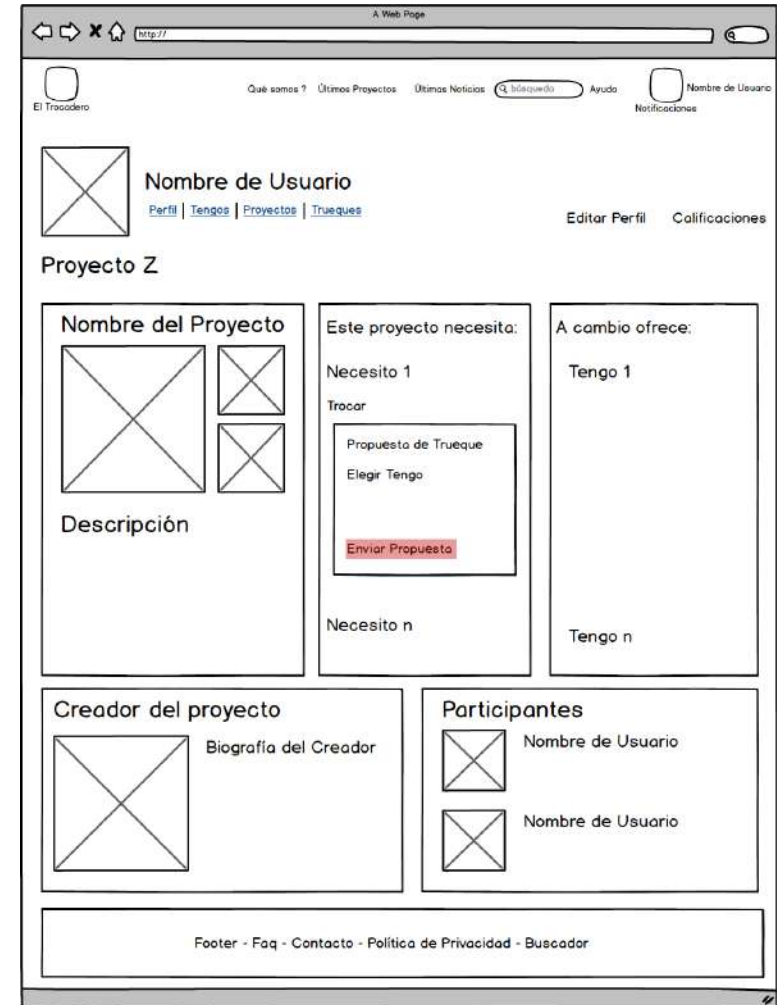 A Web Page
http://
El Trocadero
Qué somos ? Últimos Proyectos Últimas Noticias búsqueda Ayuda
Notificaciones
Nombre de Usuario
Nombre de Usuario
Perfil | Tengos | Proyectos | Trueques
Editar Perfil Calificaciones
Proyecto Z
Nombre del Proyecto
Descripción
Este proyecto necesita:
Necesito 1
Trocar
Propuesta de Trueque
Elegir Tengo
Enviar Propuesta
Necesito n
A cambio ofrece:
Tengo 1
Tengo n
Creador del proyecto
Biografía del Creador
Participantes
Nombre de Usuario
Nombre de Usuario
Footer - Faq - Contacto - Política de Privacidad - Buscador